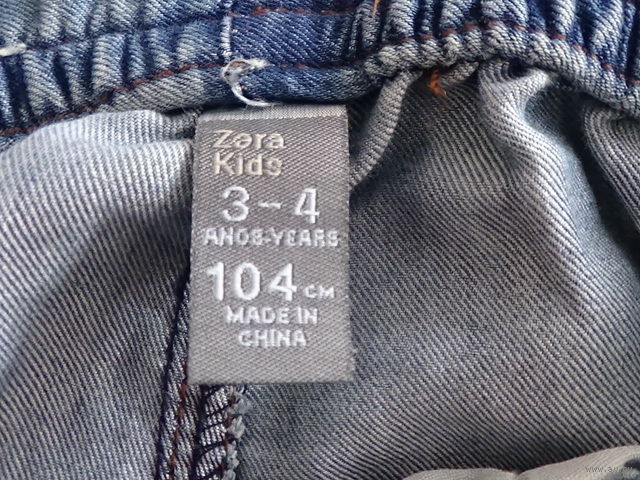 Zara
Kids
3-4
AÑOS-YEARS
104 CM
MADE IN
CHINA